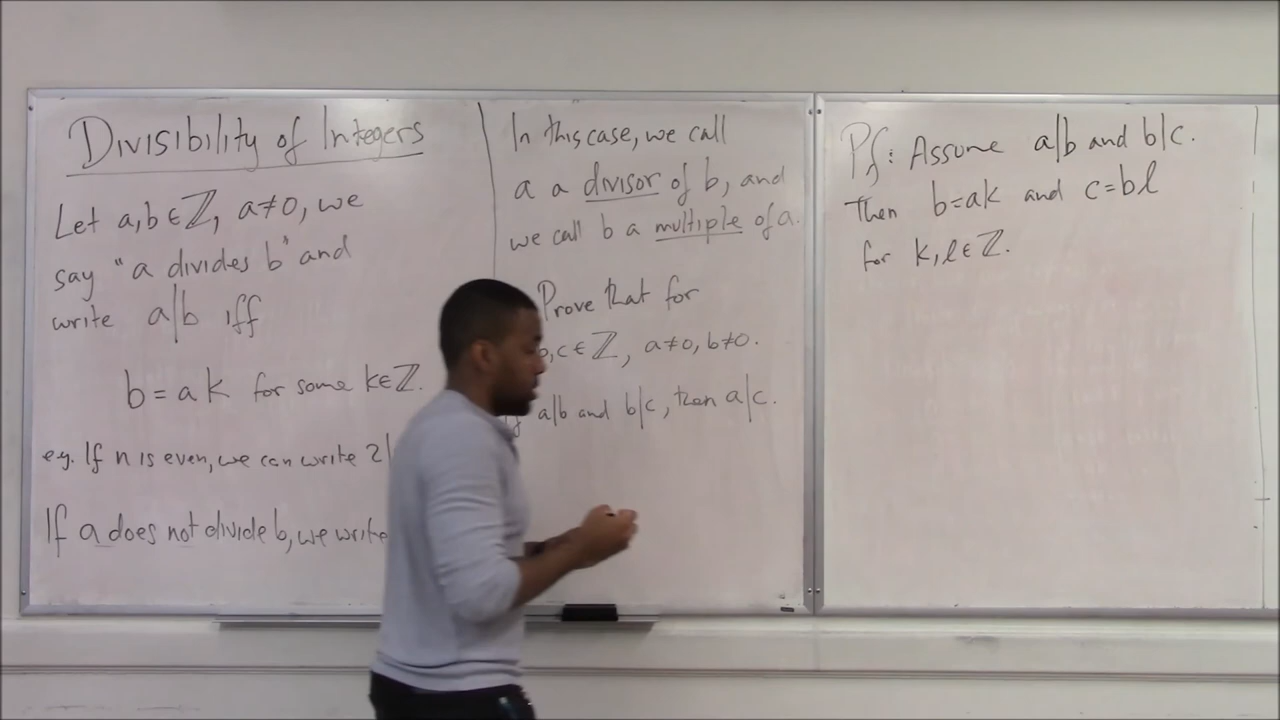 Divisibility of Integers
Let a,b ∈ ℤ, a≠0, we
say "a divides b" and
write a|b iff
b = a k for some k∈ℤ.
eg. If n is even, we can write 2|
If a does not divide b, we write
In this case, we call
a a divisor of b, and
we call b a multiple of a.
Prove that for
b,c ∈ ℤ, a≠0, b≠0.
If a|b and b|c, then a|c.
Pf: Assume a|b and b|c.
Then b=ak and c=bl
for k,l∈ℤ.